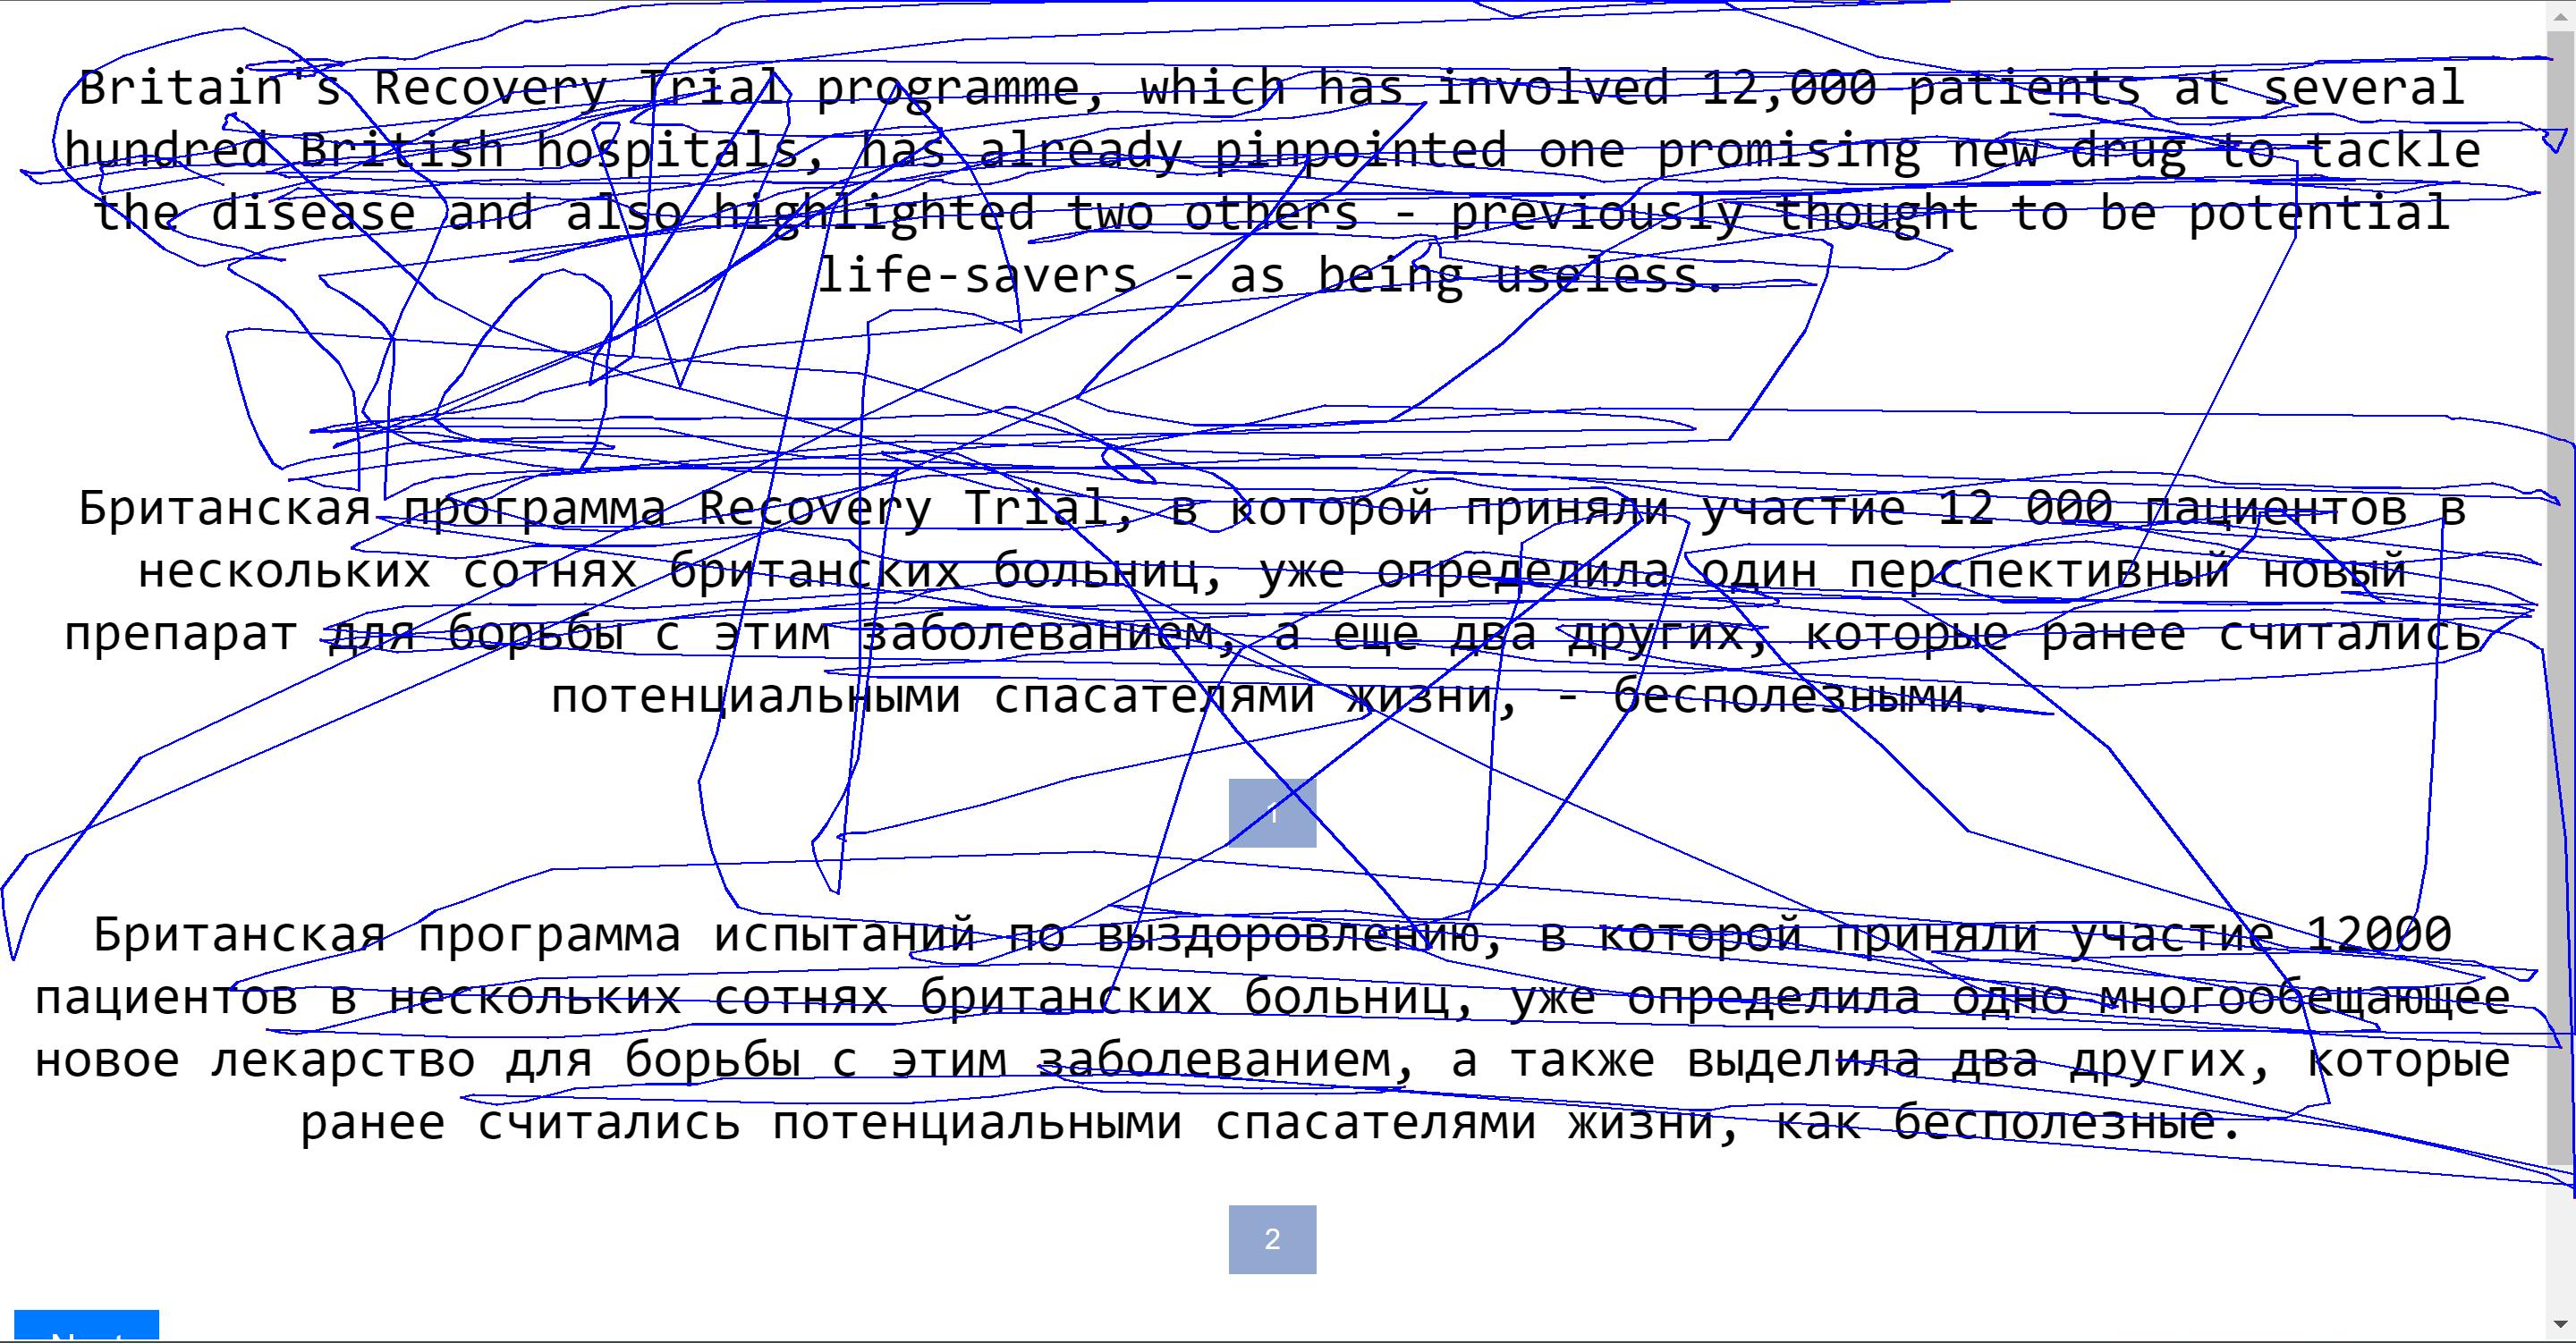 Britain's Recovery Trial programme, which has involved 12,000 patients at several
hundred British hospitals, has already pinpointed one promising new drug to tackle
the disease and also highlighted two others - previously thought to be potential
life-savers - as being useless.
Британская программа Recovery Trial, в которой приняли участие 12 000 пациентов в
нескольких сотнях британских больниц, уже определила один перспективный новый
препарат для борьбы с этим заболеванием, а еще два других, которые ранее считались
потенциальными спасателями жизни, - бесполезными.
1
Британская программа испытаний по выздоровлению, в которой приняли участие 12000
пациентов в нескольких сотнях британских больниц, уже определила одно многообещающее
новое лекарство для борьбы с этим заболеванием, а также выделила два других, которые
ранее считались потенциальными спасателями жизни, как бесполезные.
2